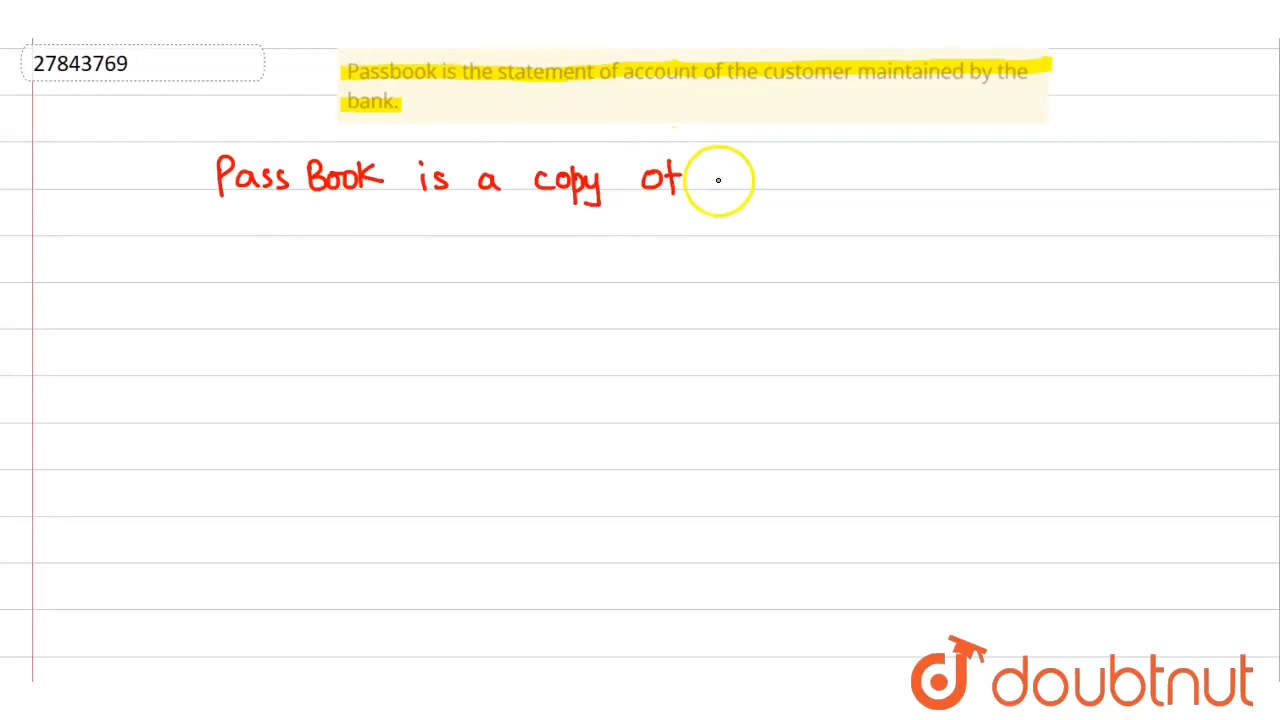 27843769
Passbook is the statement of account of the customer maintained by the
bank.
Pass Book is a copy of
doubtnut